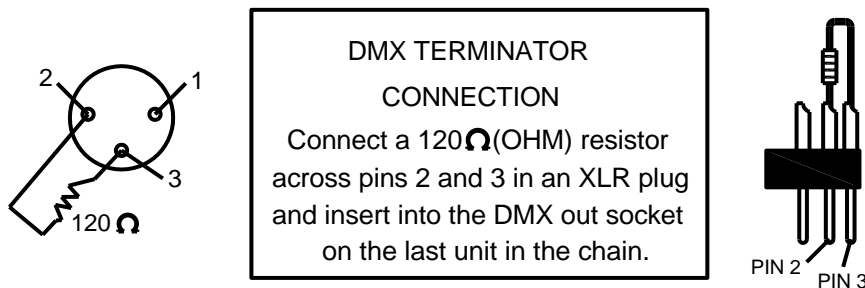 2
1
3
120Ω
DMX TERMINATOR
CONNECTION
Connect a 120Ω(OHM) resistor
across pins 2 and 3 in an XLR plug
and insert into the DMX out socket
on the last unit in the chain.
PIN 2
PIN 3